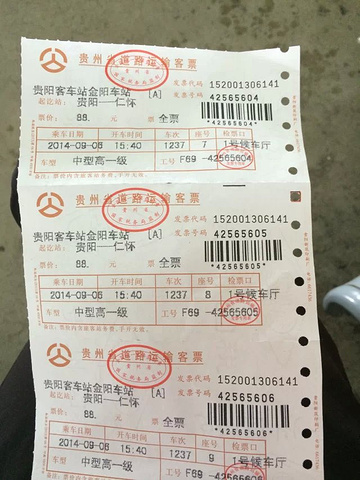 贵州省道路运输客票
发票代码 152001306141
贵阳客车站金阳车站 [A] 发票号码 42565604
起讫站: 贵阳——仁怀
票价: 88. 元 全票 *42565604*
乘车日期 开车时间 车次 座号 检票口
2014-09-06 15:40 1237 7 1号候车厅
车型 中型高一级 工号 F69 -42565604
贵州省道路运输客票
发票代码 152001306141
贵阳客车站金阳车站 [A] 发票号码 42565605
起讫站: 贵阳——仁怀
票价: 88. 元 全票 *42565605*
乘车日期 开车时间 车次 座号 检票口
2014-09-06 15:40 1237 8 1号候车厅
车型 中型高一级 工号 F69 -42565605
贵州省道路运输客票
发票代码 152001306141
贵阳客车站金阳车站 [A] 发票号码 42565606
起讫站: 贵阳——仁怀
票价: 88. 元 全票 *42565606*
乘车日期 开车时间 车次 座号 检票口
2014-09-06 15:40 1237 9 1号候车厅
车型 中型高一级 工号 F69 -42565606